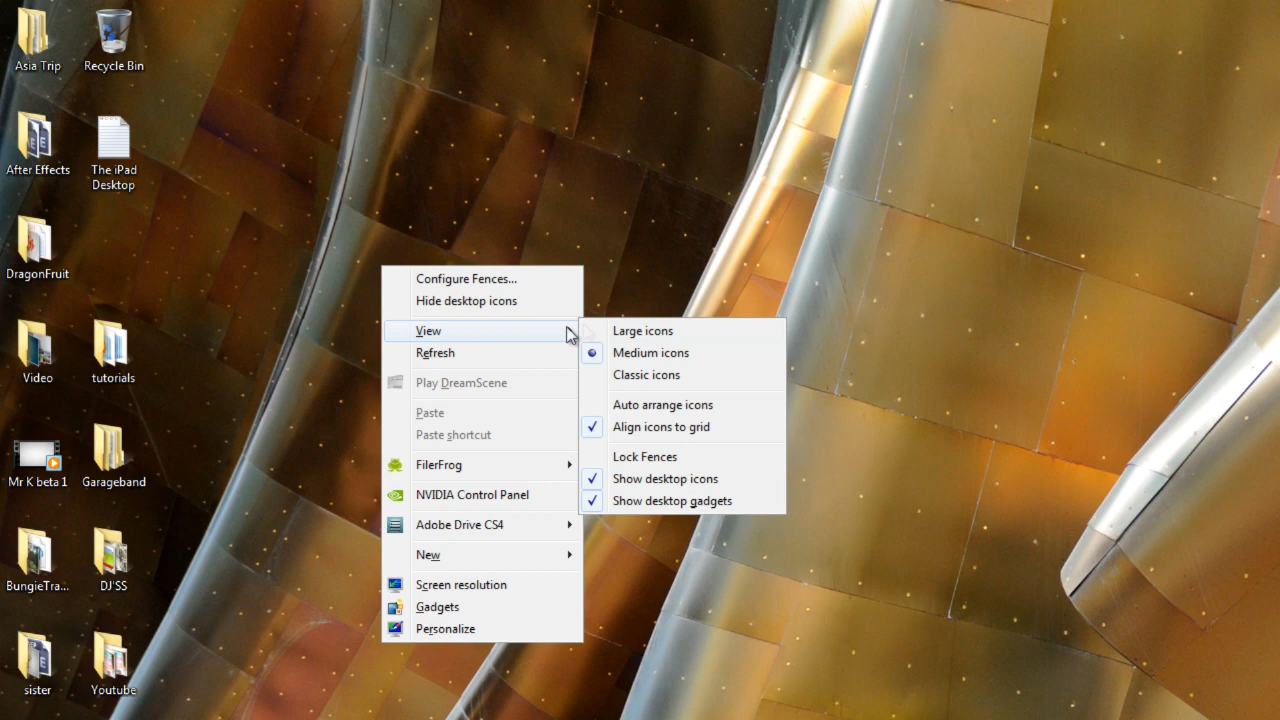 Asia Trip
Recycle Bin
After Effects
The iPad
Desktop
DragonFruit
Video
tutorials
Mr K beta 1
Garageband
BungieTra...
DJ'SS
sister
Youtube
Configure Fences...
Hide desktop icons
View
Refresh
Play DreamScene
Paste
Paste shortcut
FilerFrog
NVIDIA Control Panel
Adobe Drive CS4
New
Screen resolution
Gadgets
Personalize
Large icons
Medium icons
Classic icons
Auto arrange icons
Align icons to grid
Lock Fences
Show desktop icons
Show desktop gadgets